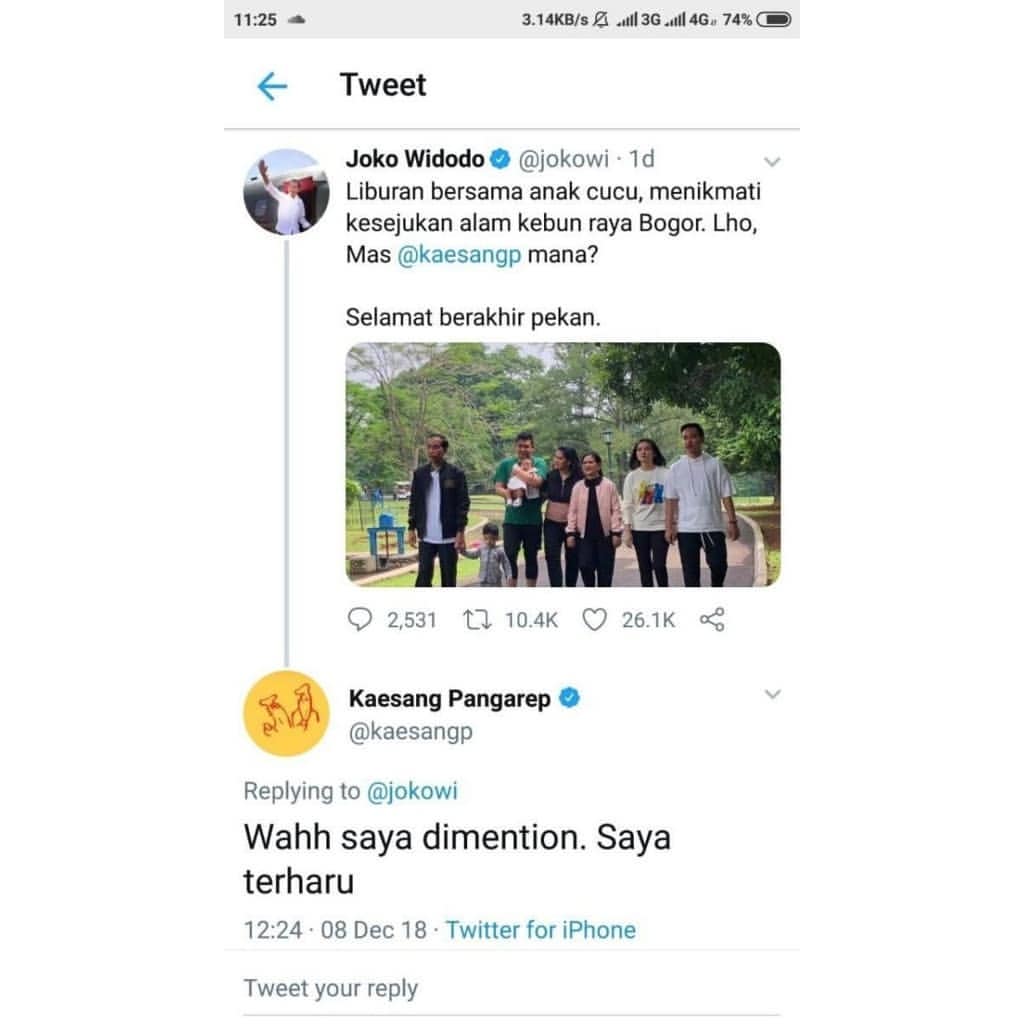 11:25 3.14KB/s 3G 4G 74%
Tweet
Joko Widodo @jokowi · 1d
Liburan bersama anak cucu, menikmati
kesejukan alam kebun raya Bogor. Lho,
Mas @kaesangp mana?
Selamat berakhir pekan.
2,531 10.4K 26.1K
Kaesang Pangarep
@kaesangp
Replying to @jokowi
Wahh saya dimention. Saya
terharu
12:24 · 08 Dec 18 · Twitter for iPhone
Tweet your reply